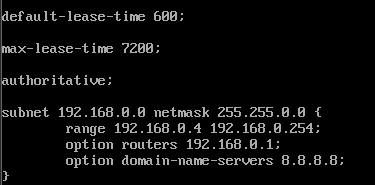 default-lease-time 600;
max-lease-time 7200;
authoritative;
subnet 192.168.0.0 netmask 255.255.0.0 {
range 192.168.0.4 192.168.0.254;
option routers 192.168.0.1;
option domain-name-servers 8.8.8.8;
}